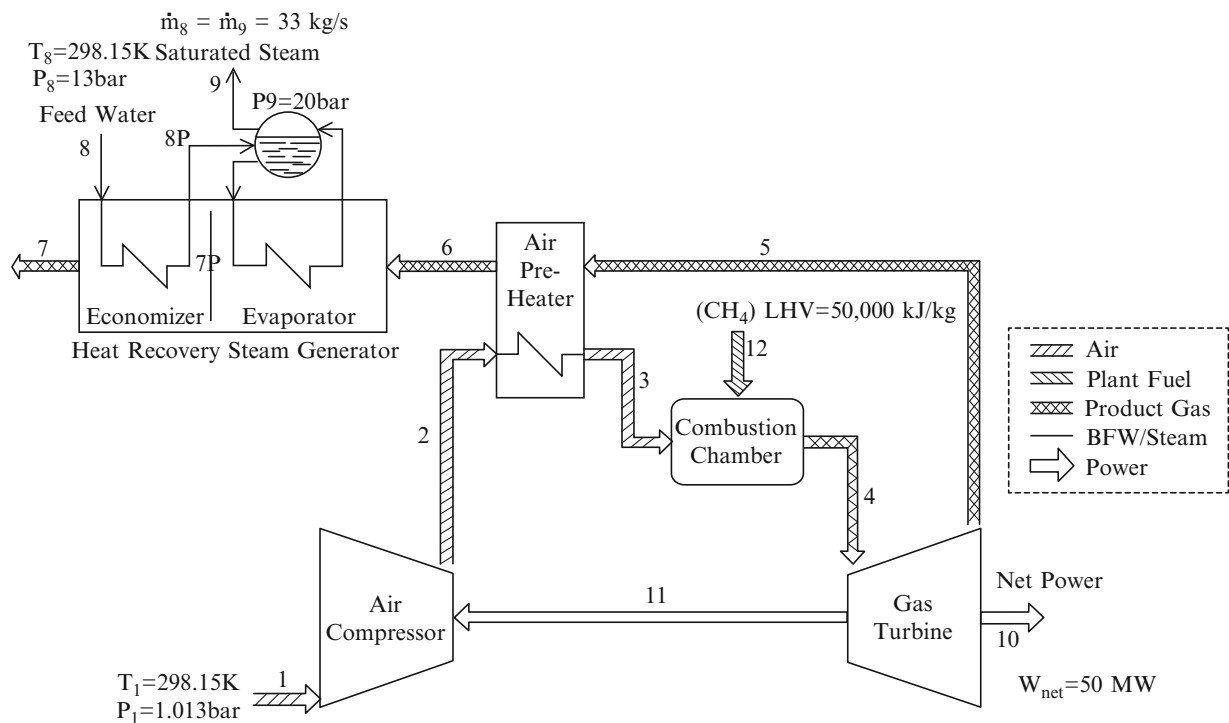 ṁ₈ = ṁ₉ = 33 kg/s
T₈=298.15K
Saturated Steam
P₈=13bar
9
P9=20bar
Feed Water
8
8P
7
7P
6
5
Air
Pre-
Heater
Economizer
Evaporator
Heat Recovery Steam Generator
(CH₄) LHV=50,000 kJ/kg
12
2
3
Combustion
Chamber
4
Air
Plant Fuel
Product Gas
BFW/Steam
Power
Air
Compressor
11
Gas
Turbine
Net Power
10
1
T₁=298.15K
P₁=1.013bar
Wₙₑₜ=50 MW